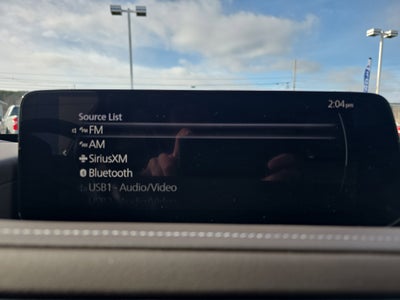 Source List
2:04pm
FM
AM
SiriusXM
Bluetooth
USB1 - Audio/Video